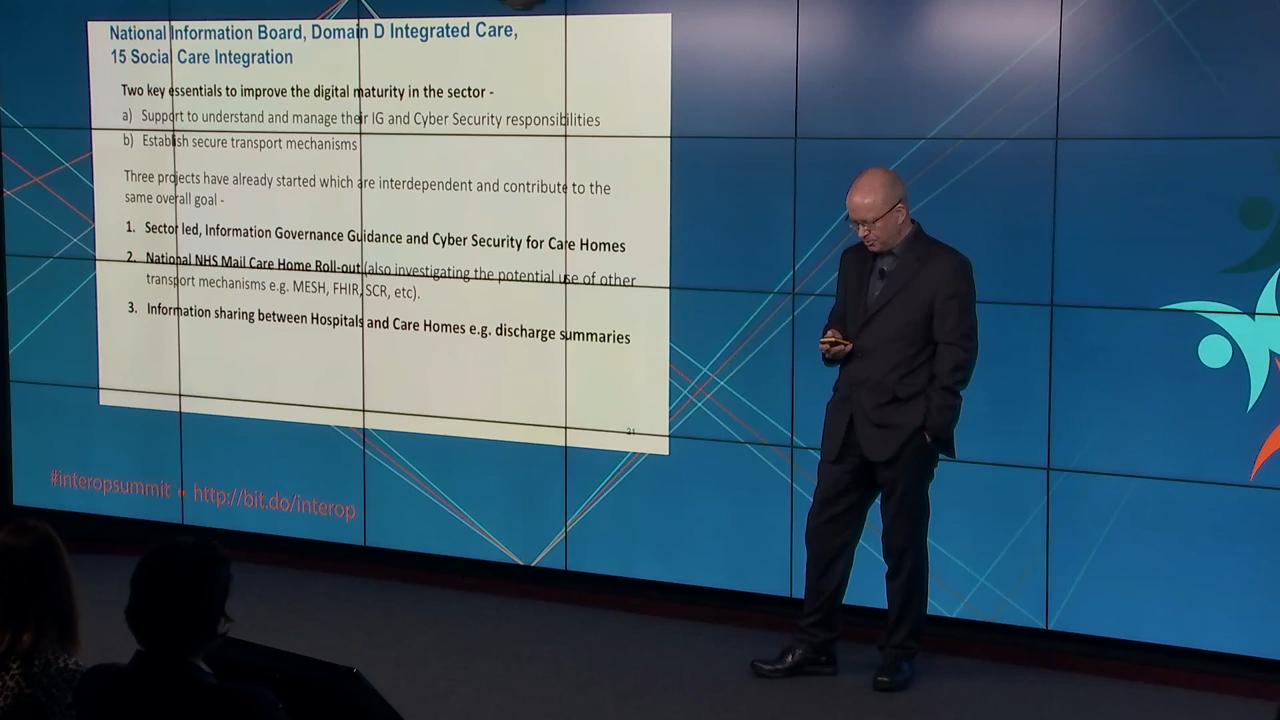 National Information Board, Domain D Integrated Care,
15 Social Care Integration
Two key essentials to improve the digital maturity in the sector -
a) Support to understand and manage their IG and Cyber Security responsibilities
b) Establish secure transport mechanisms
Three projects have already started which are interdependent and contribute to the
same overall goal -
1. Sector led, Information Governance Guidance and Cyber Security for Care Homes
2. National NHS Mail Care Home Roll-out (also investigating the potential use of other
transport mechanisms e.g. MESH, FHIR, SCR, etc).
3. Information sharing between Hospitals and Care Homes e.g. discharge summaries
21
#interopsummit • http://bit.do/interop